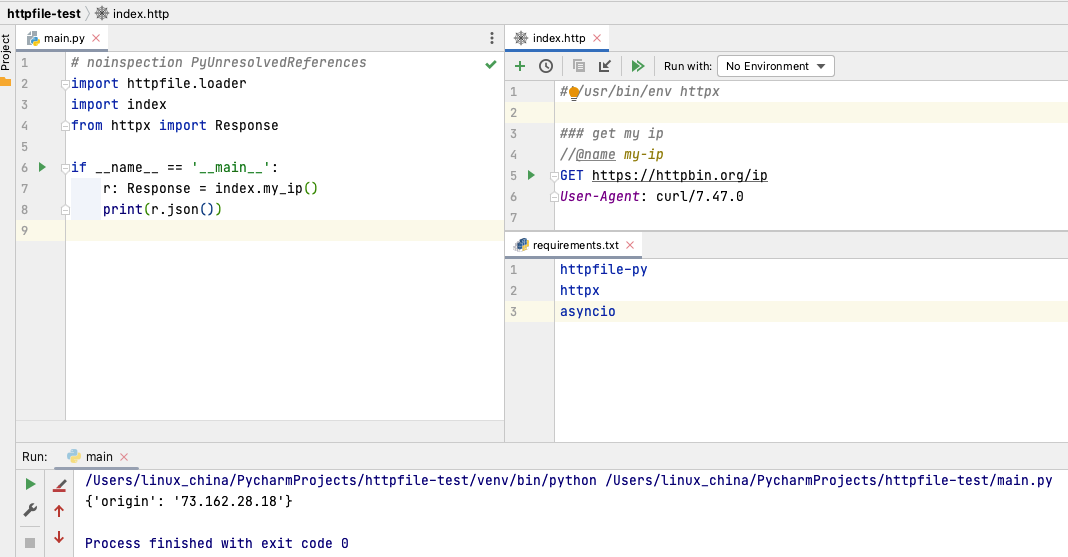 httpfile-test index.http
Project
main.py
1 # noinspection PyUnresolvedReferences
2 import httpfile.loader
3 import index
4 from httpx import Response
5
6 if __name__ == '__main__':
7 r: Response = index.my_ip()
8 print(r.json())
9
index.http
Run with: No Environment
1 #!/usr/bin/env httpx
2
3 ### get my ip
4 //@name my-ip
5 GET https://httpbin.org/ip
6 User-Agent: curl/7.47.0
7
requirements.txt
1 httpfile-py
2 httpx
3 asyncio
Run: main
/Users/linux_china/PycharmProjects/httpfile-test/venv/bin/python /Users/linux_china/PycharmProjects/httpfile-test/main.py
{'origin': '73.162.28.18'}
Process finished with exit code 0